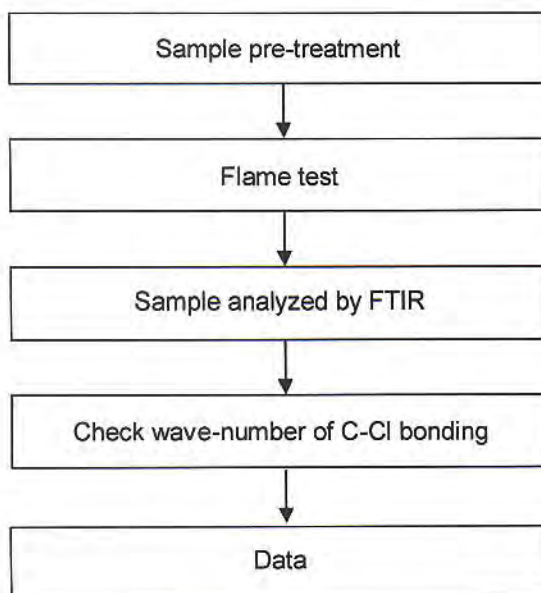 Sample pre-treatment
Flame test
Sample analyzed by FTIR
Check wave-number of C-Cl bonding
Data